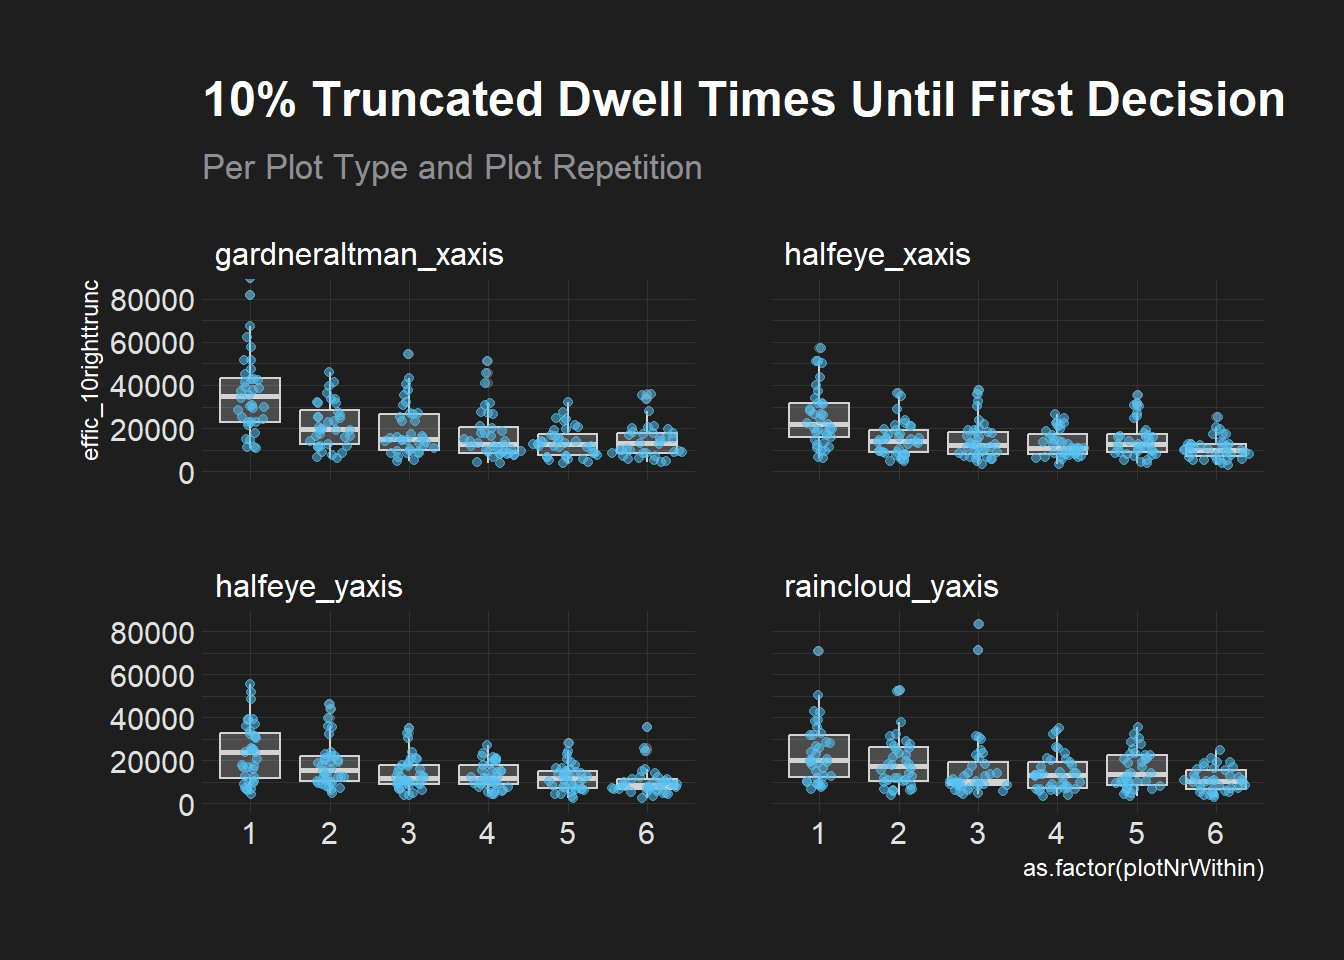 10% Truncated Dwell Times Until First Decision
Per Plot Type and Plot Repetition
gardneraltman_xaxis
halfeye_xaxis
effic_10righttrunc
80000
60000
40000
20000
0
halfeye_yaxis
raincloud_yaxis
80000
60000
40000
20000
0
1 2 3 4 5 6
1 2 3 4 5 6
as.factor(plotNrWithin)